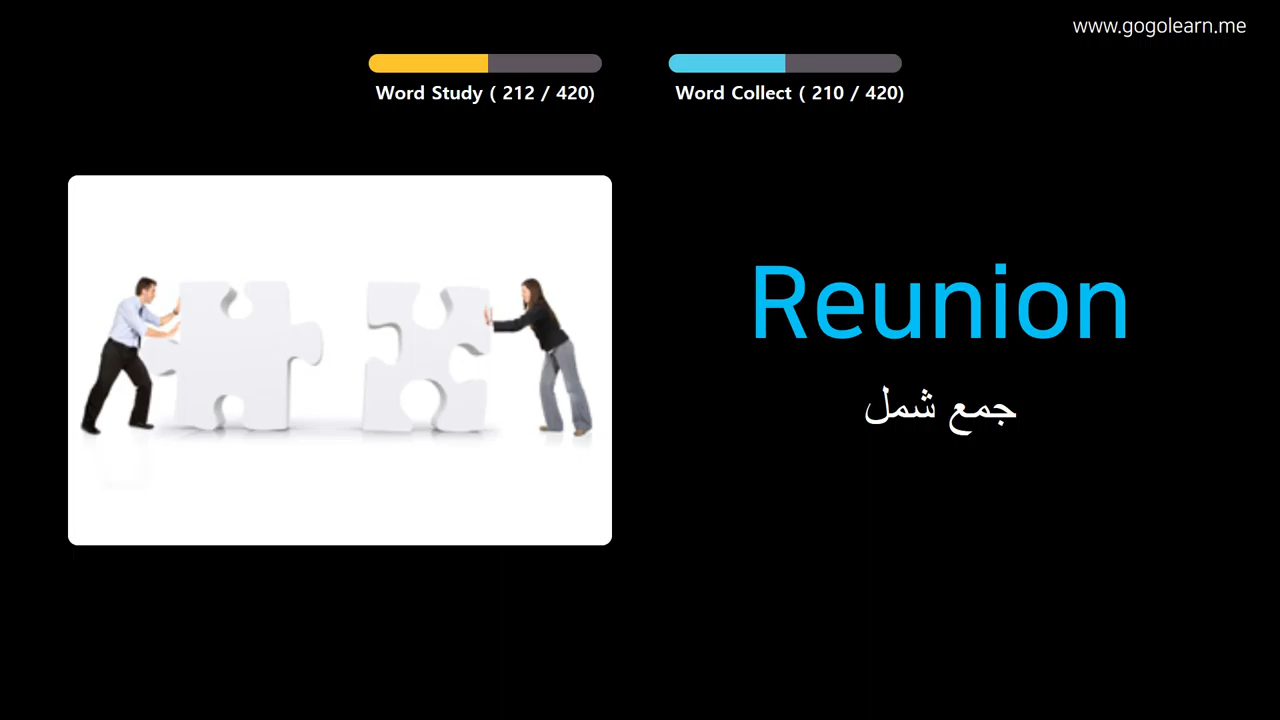 www.gogolearn.me
Word Study ( 212 / 420)
Word Collect ( 210 / 420)
Reunion
جمع شمل